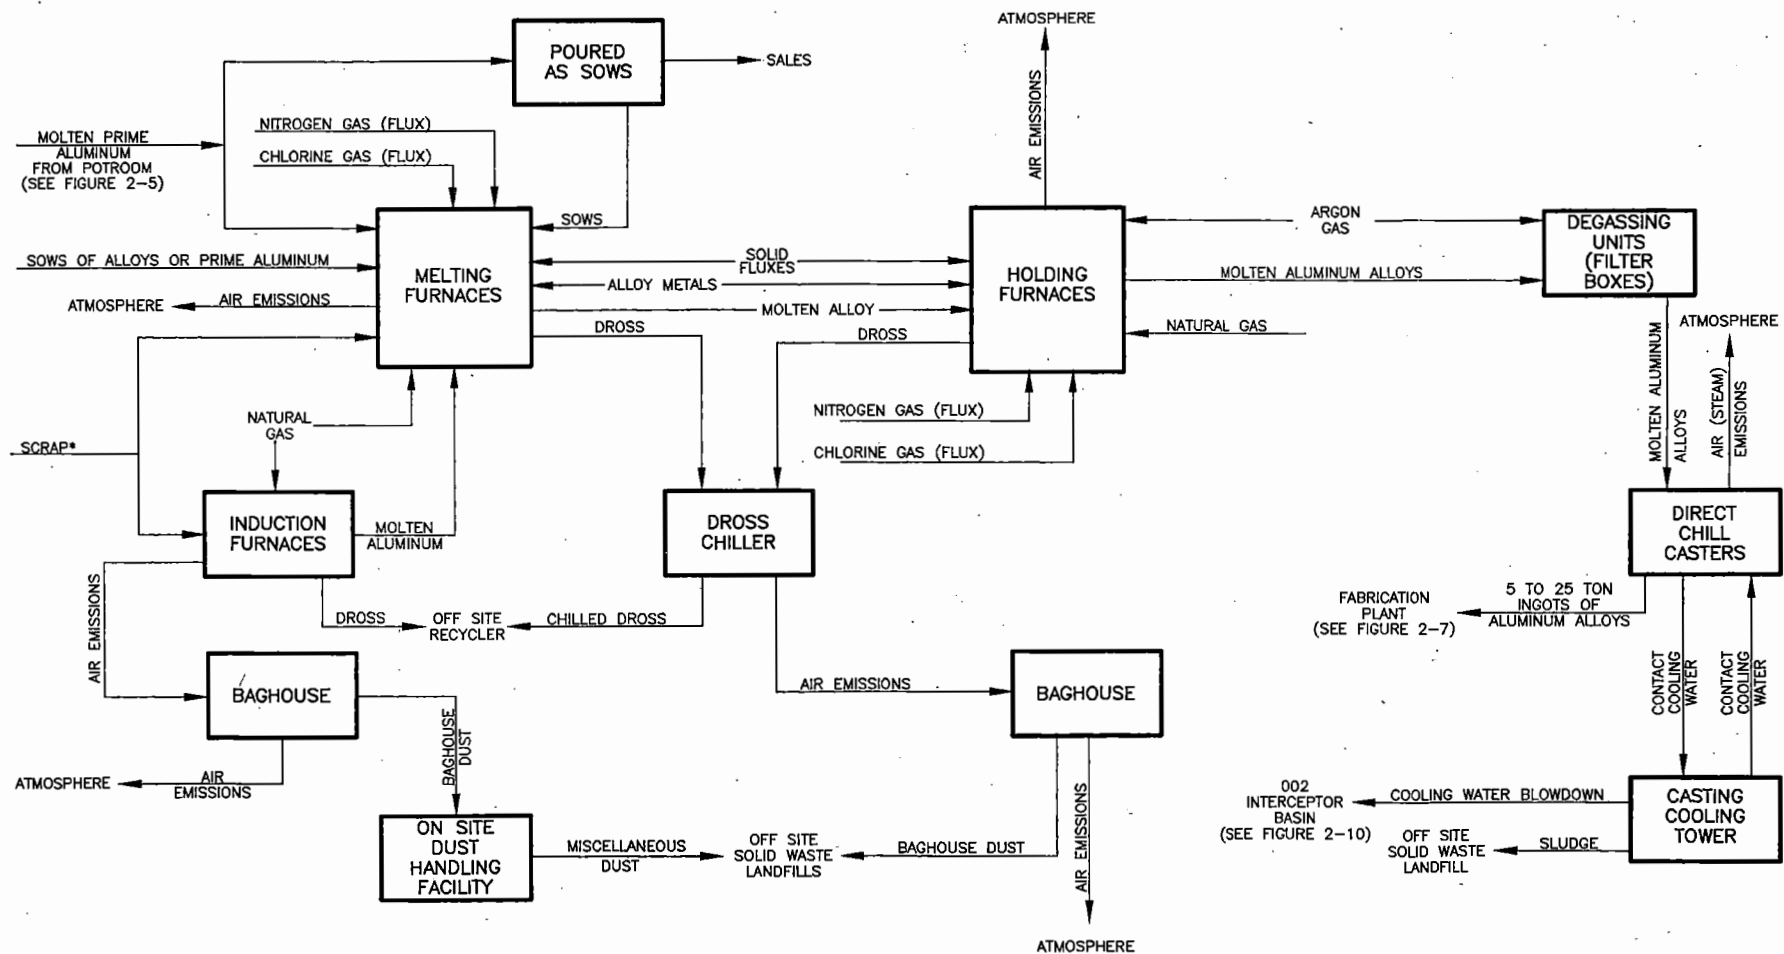 ATMOSPHERE
POURED
AS SOWS
SALES
AIR EMISSIONS
NITROGEN GAS (FLUX)
MOLTEN PRIME
ALUMINUM
FROM POTROOM
(SEE FIGURE 2-5)
CHLORINE GAS (FLUX)
SOWS
ARGON
GAS
DEGASSING
UNITS
(FILTER
BOXES)
SOWS OF ALLOYS OR PRIME ALUMINUM
MELTING
FURNACES
SOLID
FLUXES
HOLDING
FURNACES
MOLTEN ALUMINUM ALLOYS
ALLOY METALS
ATMOSPHERE
AIR EMISSIONS
MOLTEN ALLOY
DROSS
DROSS
NATURAL GAS
ATMOSPHERE
MOLTEN ALUMINUM
ALLOYS
AIR (STEAM)
EMISSIONS
NATURAL
GAS
NITROGEN GAS (FLUX)
SCRAP*
CHLORINE GAS (FLUX)
INDUCTION
FURNACES
MOLTEN
ALUMINUM
DROSS
CHILLER
DIRECT
CHILL
CASTERS
AIR EMISSIONS
DROSS
OFF SITE
RECYCLER
CHILLED DROSS
FABRICATION
PLANT
(SEE FIGURE 2-7)
5 TO 25 TON
INGOTS OF
ALUMINUM ALLOYS
BAGHOUSE
AIR EMISSIONS
BAGHOUSE
CONTACT
COOLING
WATER
CONTACT
COOLING
WATER
BAGHOUSE
DUST
ATMOSPHERE
AIR
EMISSIONS
AIR EMISSIONS
002
INTERCEPTOR
BASIN
(SEE FIGURE 2-10)
COOLING WATER BLOWDOWN
CASTING
COOLING
TOWER
ON SITE
DUST
HANDLING
FACILITY
MISCELLANEOUS
DUST
OFF SITE
SOLID WASTE
LANDFILLS
BAGHOUSE DUST
OFF SITE
SOLID WASTE
LANDFILL
SLUDGE
ATMOSPHERE